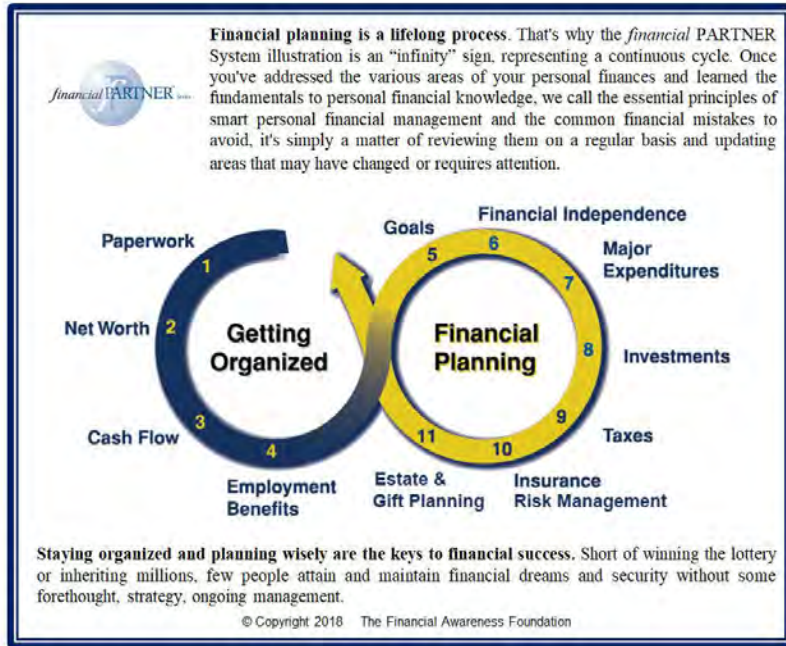 Financial planning is a lifelong process. That's why the financial PARTNER
System illustration is an “infinity” sign, representing a continuous cycle. Once
you've addressed the various areas of your personal finances and learned the
fundamentals to personal financial knowledge, we call the essential principles of
smart personal financial management and the common financial mistakes to
avoid, it's simply a matter of reviewing them on a regular basis and updating
areas that may have changed or requires attention.
financial PARTNER
Paperwork
1
Net Worth
2
Cash Flow
3
Employment
Benefits
4
Getting
Organized
Goals
5
Financial Independence
6
Major
Expenditures
7
Investments
8
Taxes
9
Insurance
Risk Management
10
Estate &
Gift Planning
11
Financial
Planning
Staying organized and planning wisely are the keys to financial success. Short of winning the lottery
or inheriting millions, few people attain and maintain financial dreams and security without some
forethought, strategy, ongoing management.
© Copyright 2018 The Financial Awareness Foundation